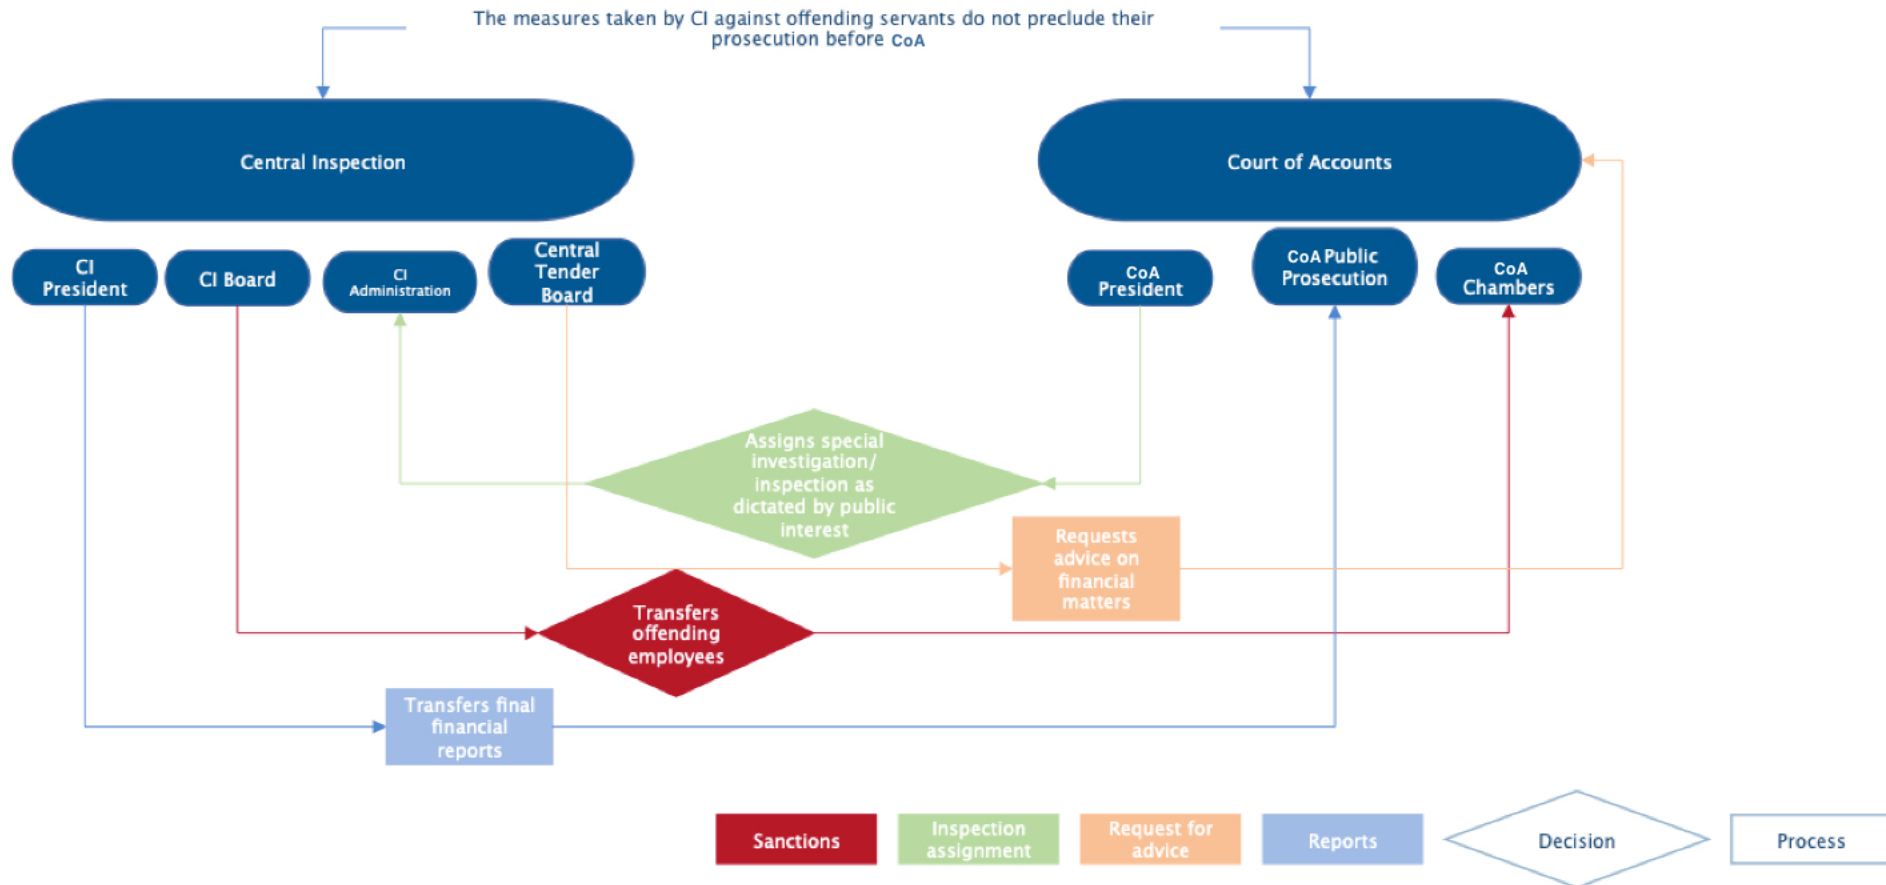 The measures taken by CI against offending servants do not preclude their
prosecution before CoA
Central Inspection
Court of Accounts
CI
President
CI Board
CI
Administration
Central
Tender
Board
CoA
President
CoA Public
Prosecution
CoA
Chambers
Assigns special
investigation/
inspection as
dictated by public
interest
Requests
advice on
financial
matters
Transfers
offending
employees
Transfers final
financial
reports
Sanctions
Inspection
assignment
Request for
advice
Reports
Decision
Process